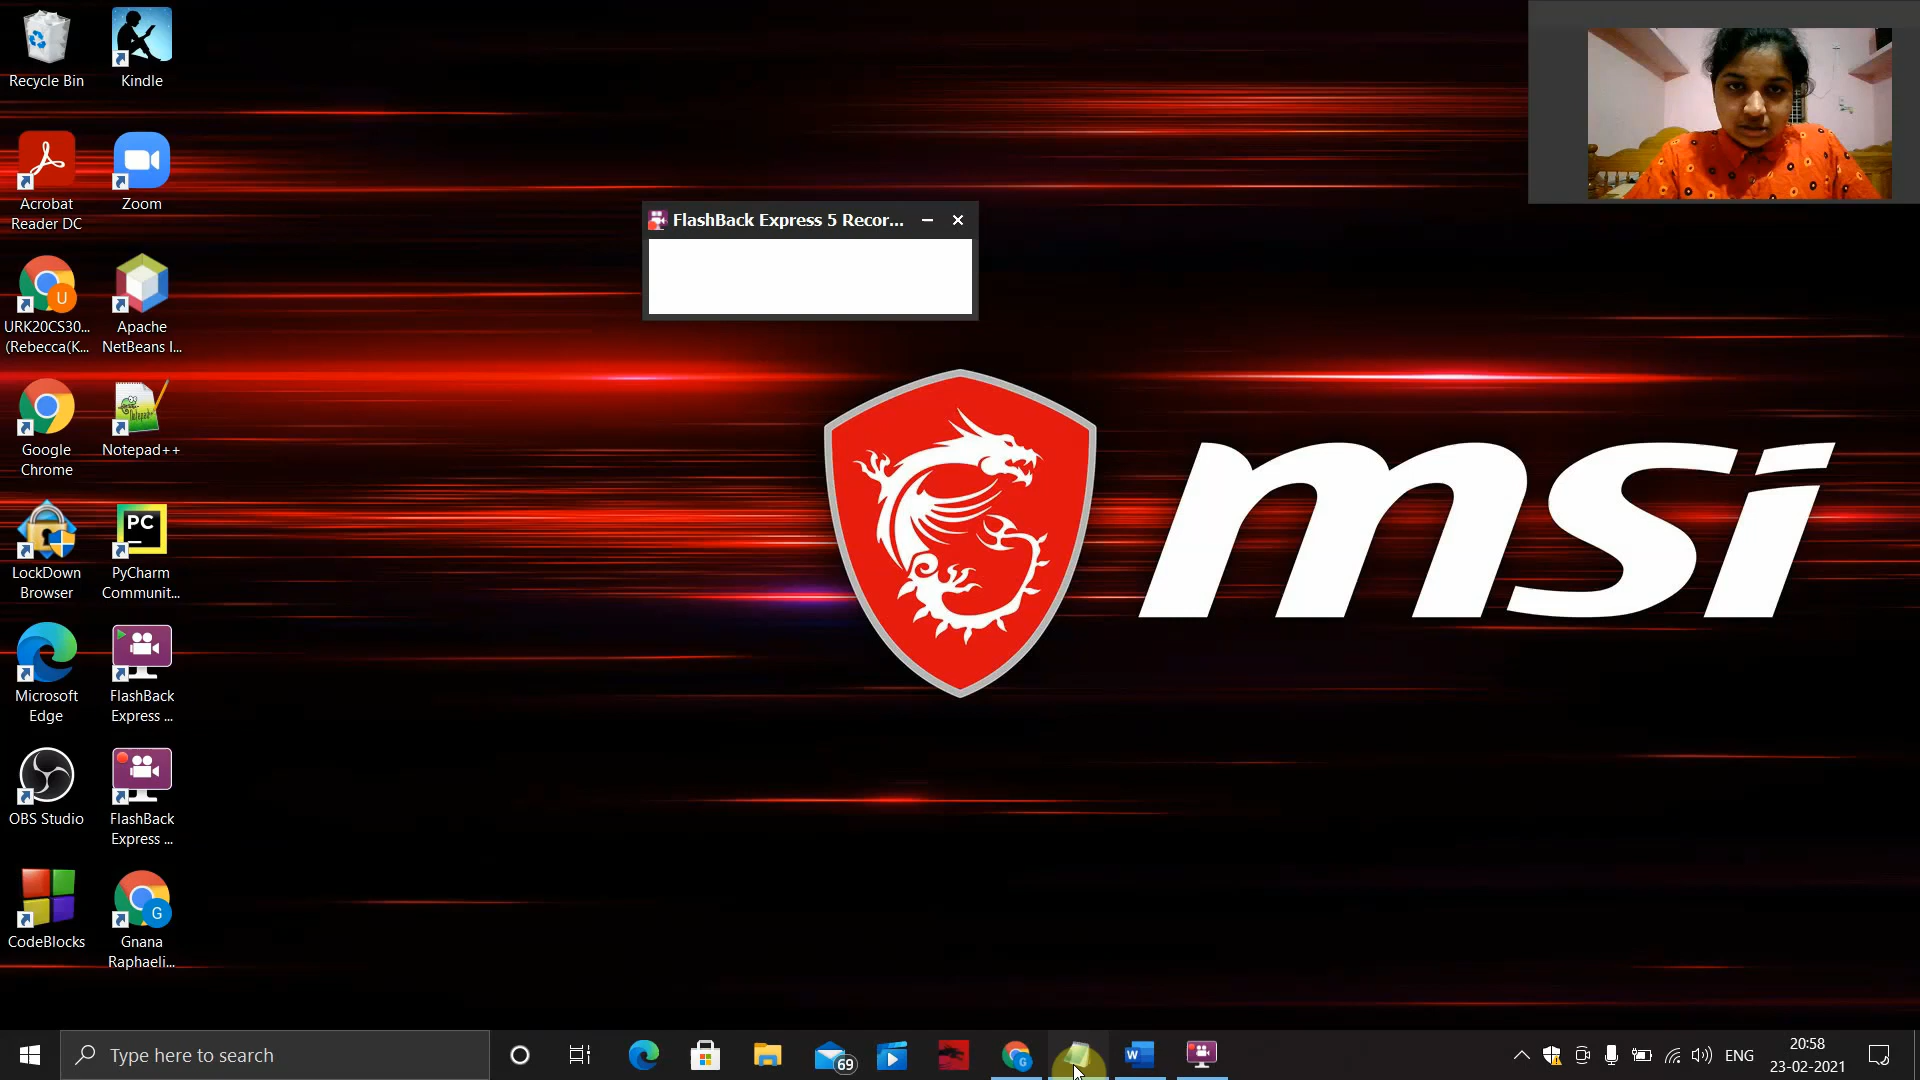 Recycle Bin
Kindle
Acrobat
Reader DC
Zoom
URK20CS30...
(Rebecca(K...
Apache
NetBeans I...
Google
Chrome
Notepad++
LockDown
Browser
PC
PyCharm
Communit...
Microsoft
Edge
FlashBack
Express ...
OBS Studio
FlashBack
Express ...
CodeBlocks
Gnana
Raphaeli...
U
G
FlashBack Express 5 Recor...
msi
Type here to search
69
G
W
ENG
20:58
23-02-2021